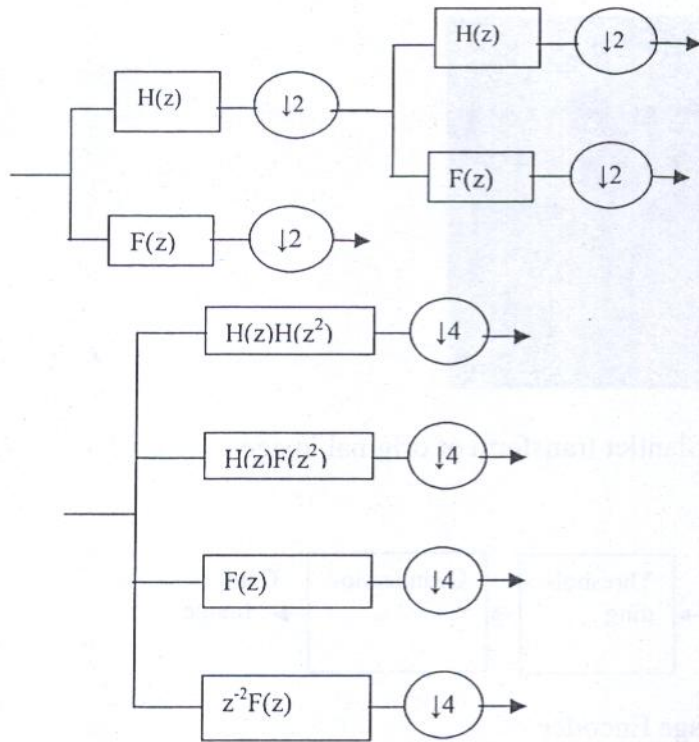 H(z) ↓2
H(z) ↓2
F(z) ↓2
F(z) ↓2
H(z)H(z²) ↓4
H(z)F(z²) ↓4
F(z) ↓4
z⁻²F(z) ↓4